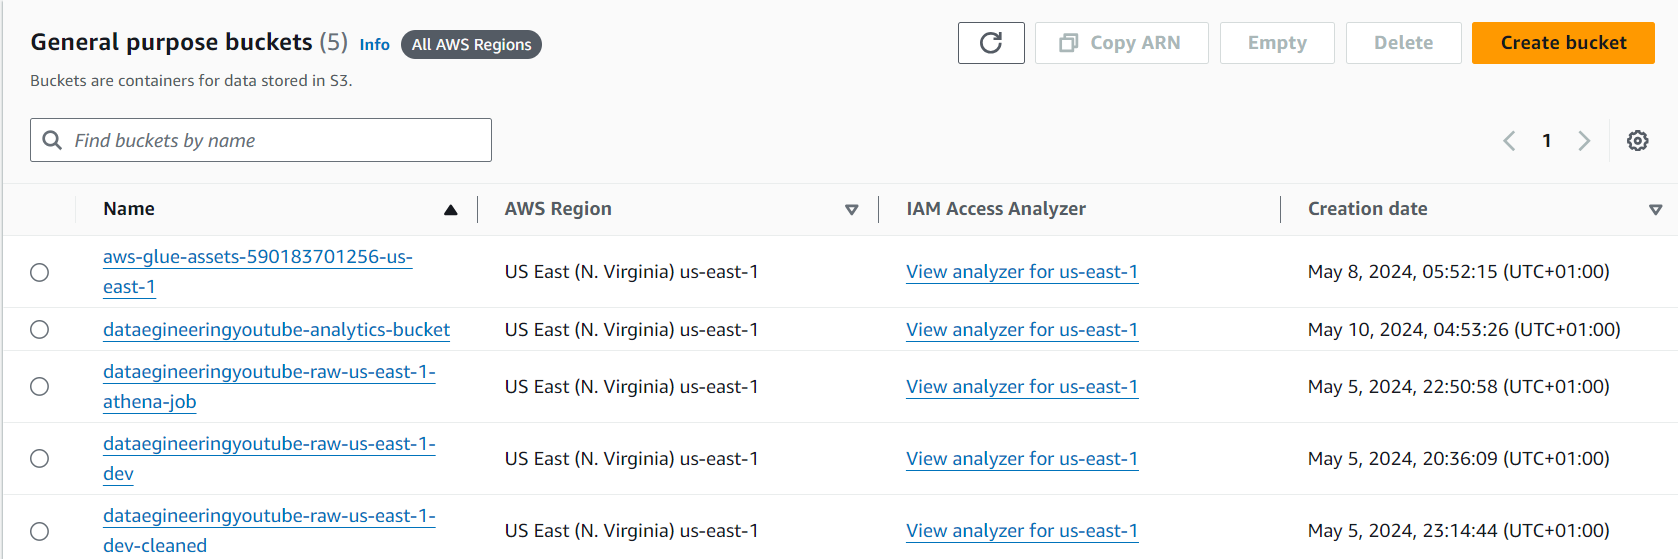 General purpose buckets (5) Info All AWS Regions
Copy ARN Empty Delete Create bucket
Buckets are containers for data stored in S3.
Find buckets by name
1
Name AWS Region IAM Access Analyzer Creation date
aws-glue-assets-590183701256-us-
east-1
US East (N. Virginia) us-east-1 View analyzer for us-east-1 May 8, 2024, 05:52:15 (UTC+01:00)
dataegineeringyoutube-analytics-bucket US East (N. Virginia) us-east-1 View analyzer for us-east-1 May 10, 2024, 04:53:26 (UTC+01:00)
dataegineeringyoutube-raw-us-east-1-
athena-job
US East (N. Virginia) us-east-1 View analyzer for us-east-1 May 5, 2024, 22:50:58 (UTC+01:00)
dataegineeringyoutube-raw-us-east-1-
dev
US East (N. Virginia) us-east-1 View analyzer for us-east-1 May 5, 2024, 20:36:09 (UTC+01:00)
dataegineeringyoutube-raw-us-east-1-
dev-cleaned
US East (N. Virginia) us-east-1 View analyzer for us-east-1 May 5, 2024, 23:14:44 (UTC+01:00)